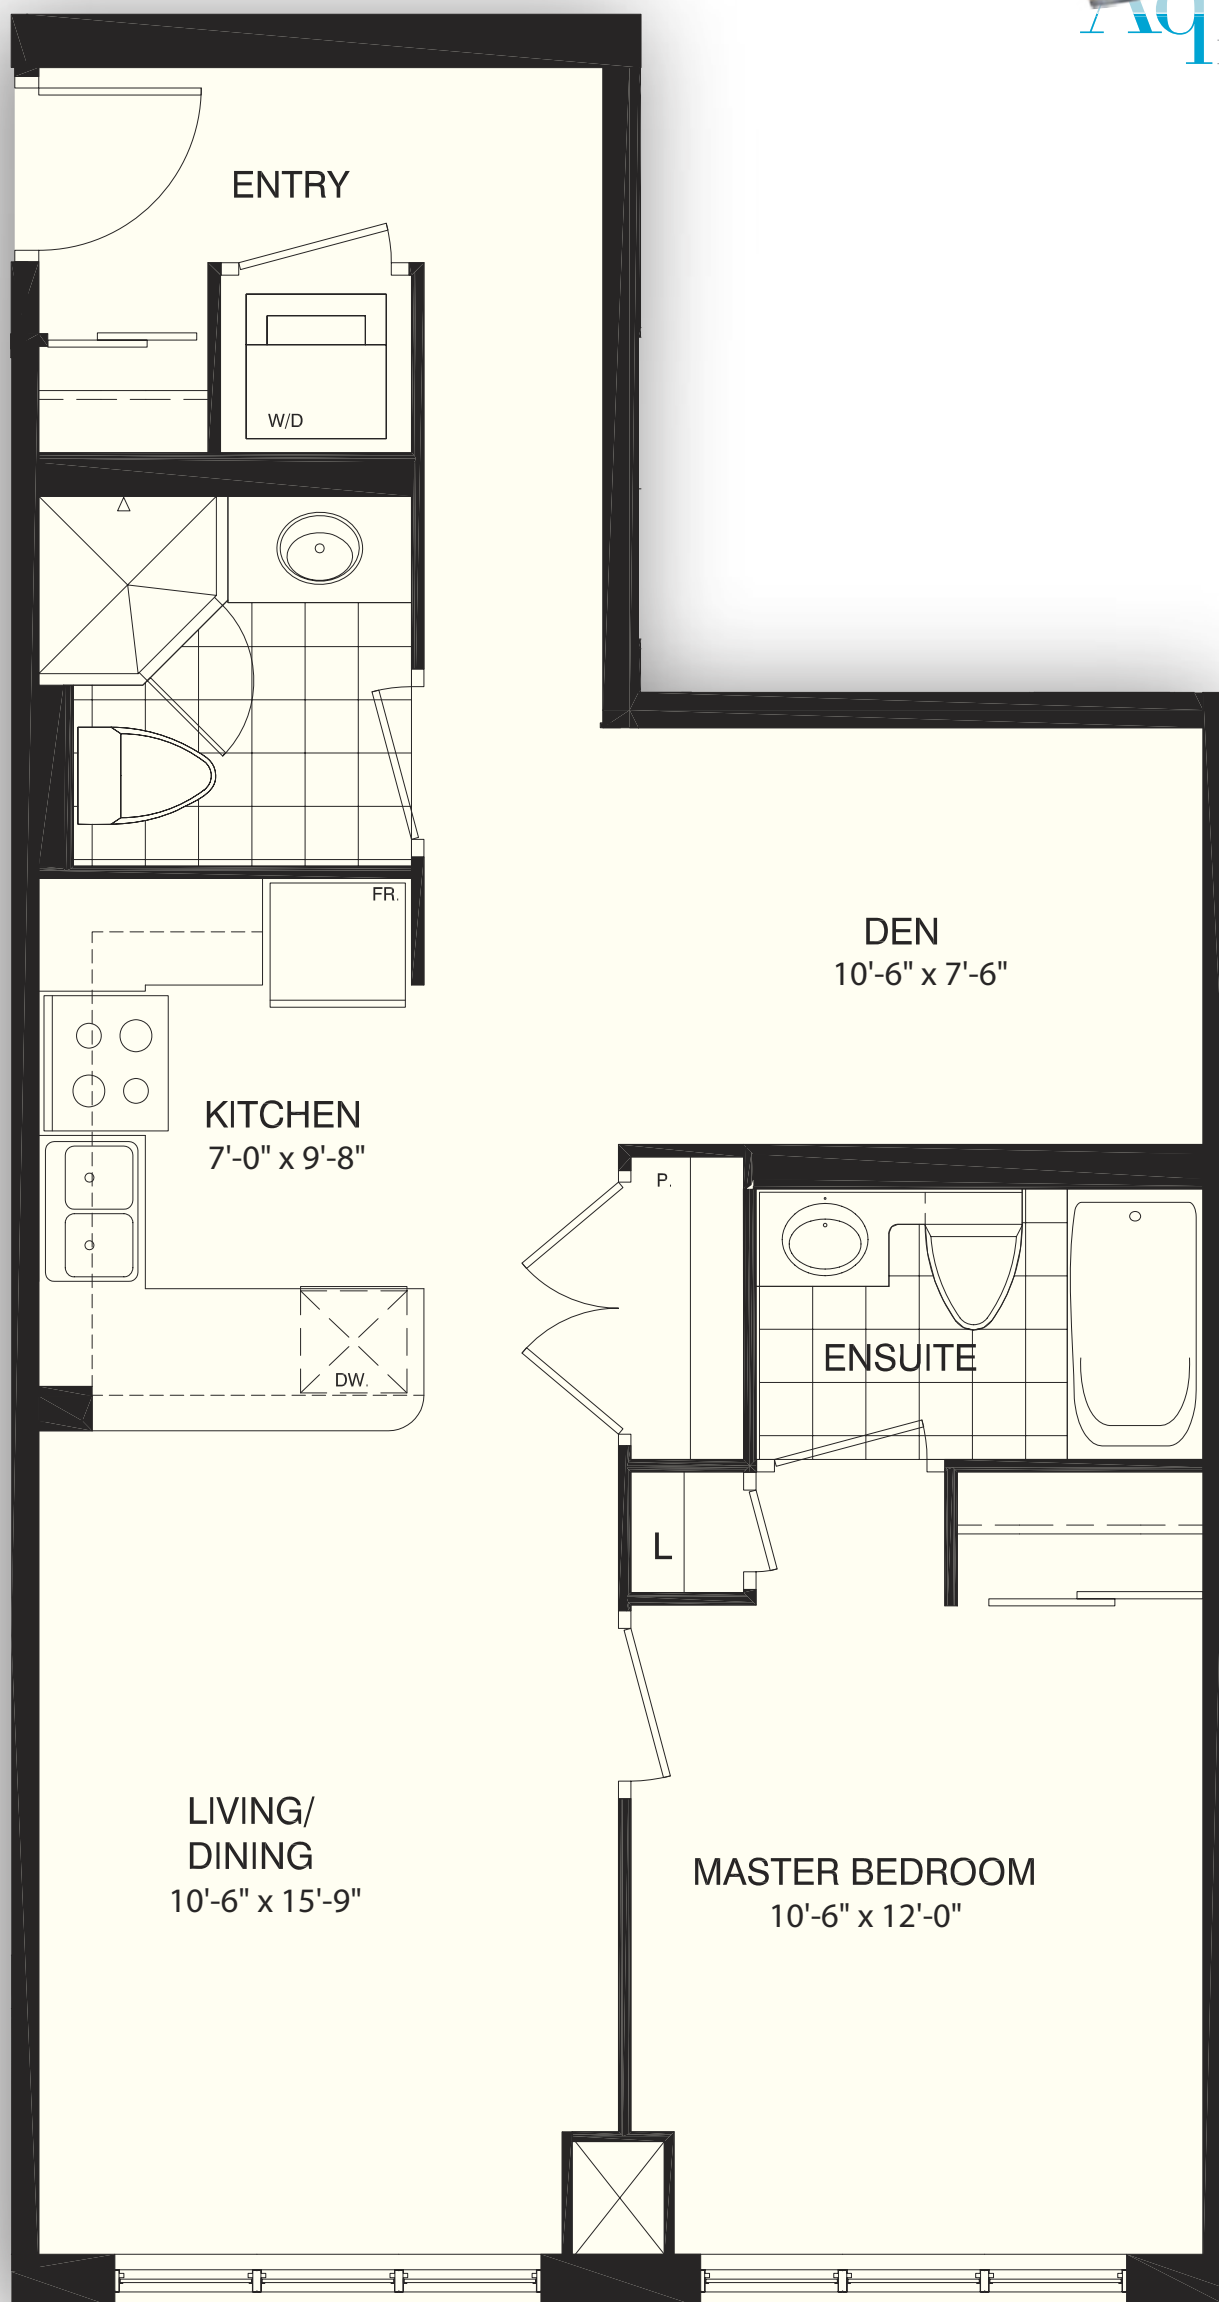 ENTRY
W/D
FR.
DEN
10'-6" x 7'-6"
KITCHEN
7'-0" x 9'-8"
P.
ENSUITE
DW.
L
LIVING/
DINING
10'-6" x 15'-9"
MASTER BEDROOM
10'-6" x 12'-0"